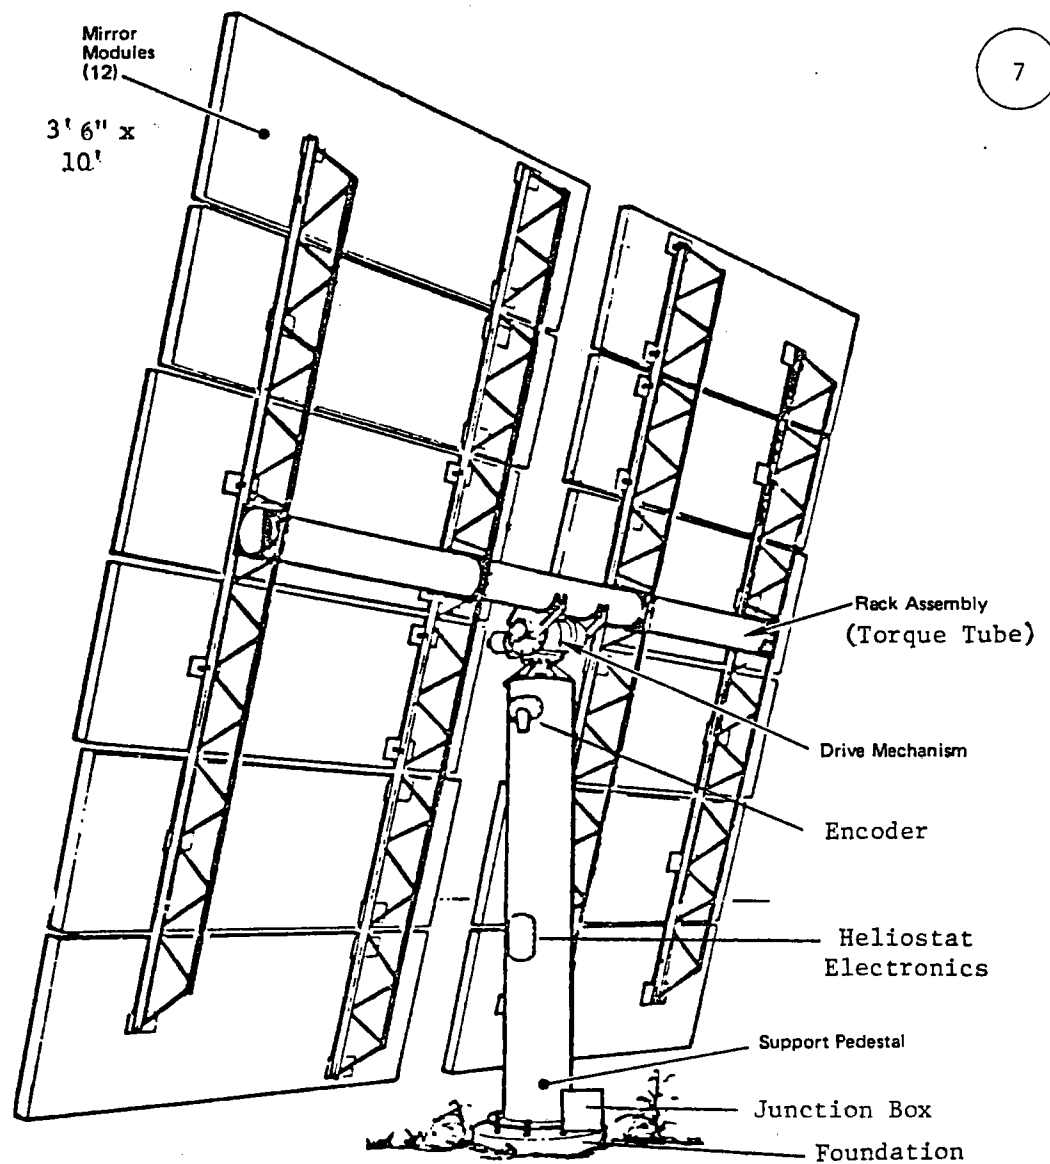 Mirror
Modules
(12)
7
3' 6" x
10'
Rack Assembly
(Torque Tube)
Drive Mechanism
Encoder
Heliostat
Electronics
Support Pedestal
Junction Box
Foundation